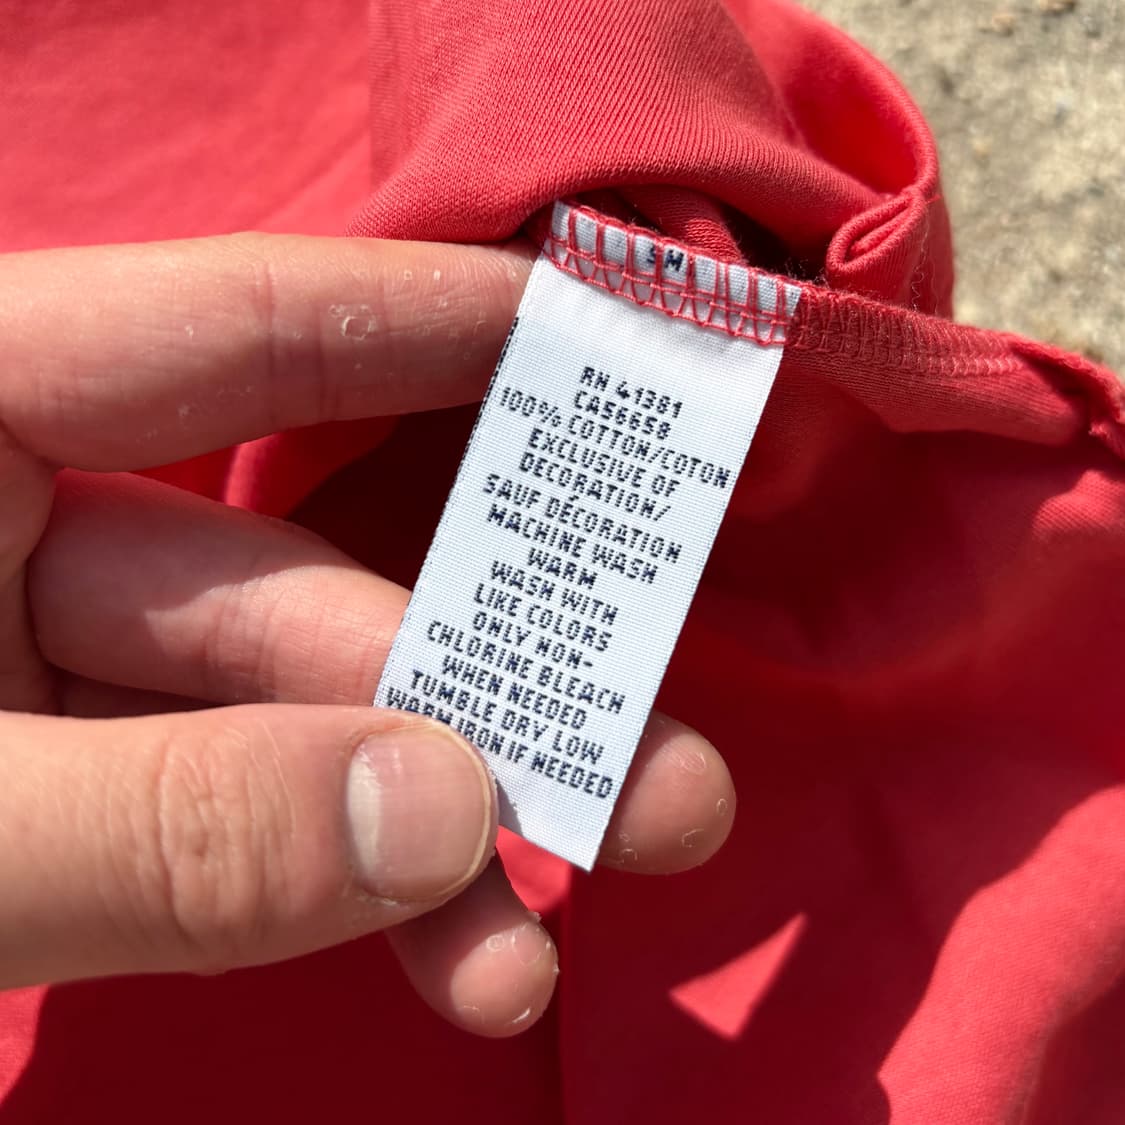 SM
RN 41381
CA56658
100% COTTON/COTON
EXCLUSIVE OF
DECORATION/
SAUF DÉCORATION
MACHINE WASH
WARM
WASH WITH
LIKE COLORS
ONLY NON-
CHLORINE BLEACH
WHEN NEEDED
TUMBLE DRY LOW
WARM IRON IF NEEDED